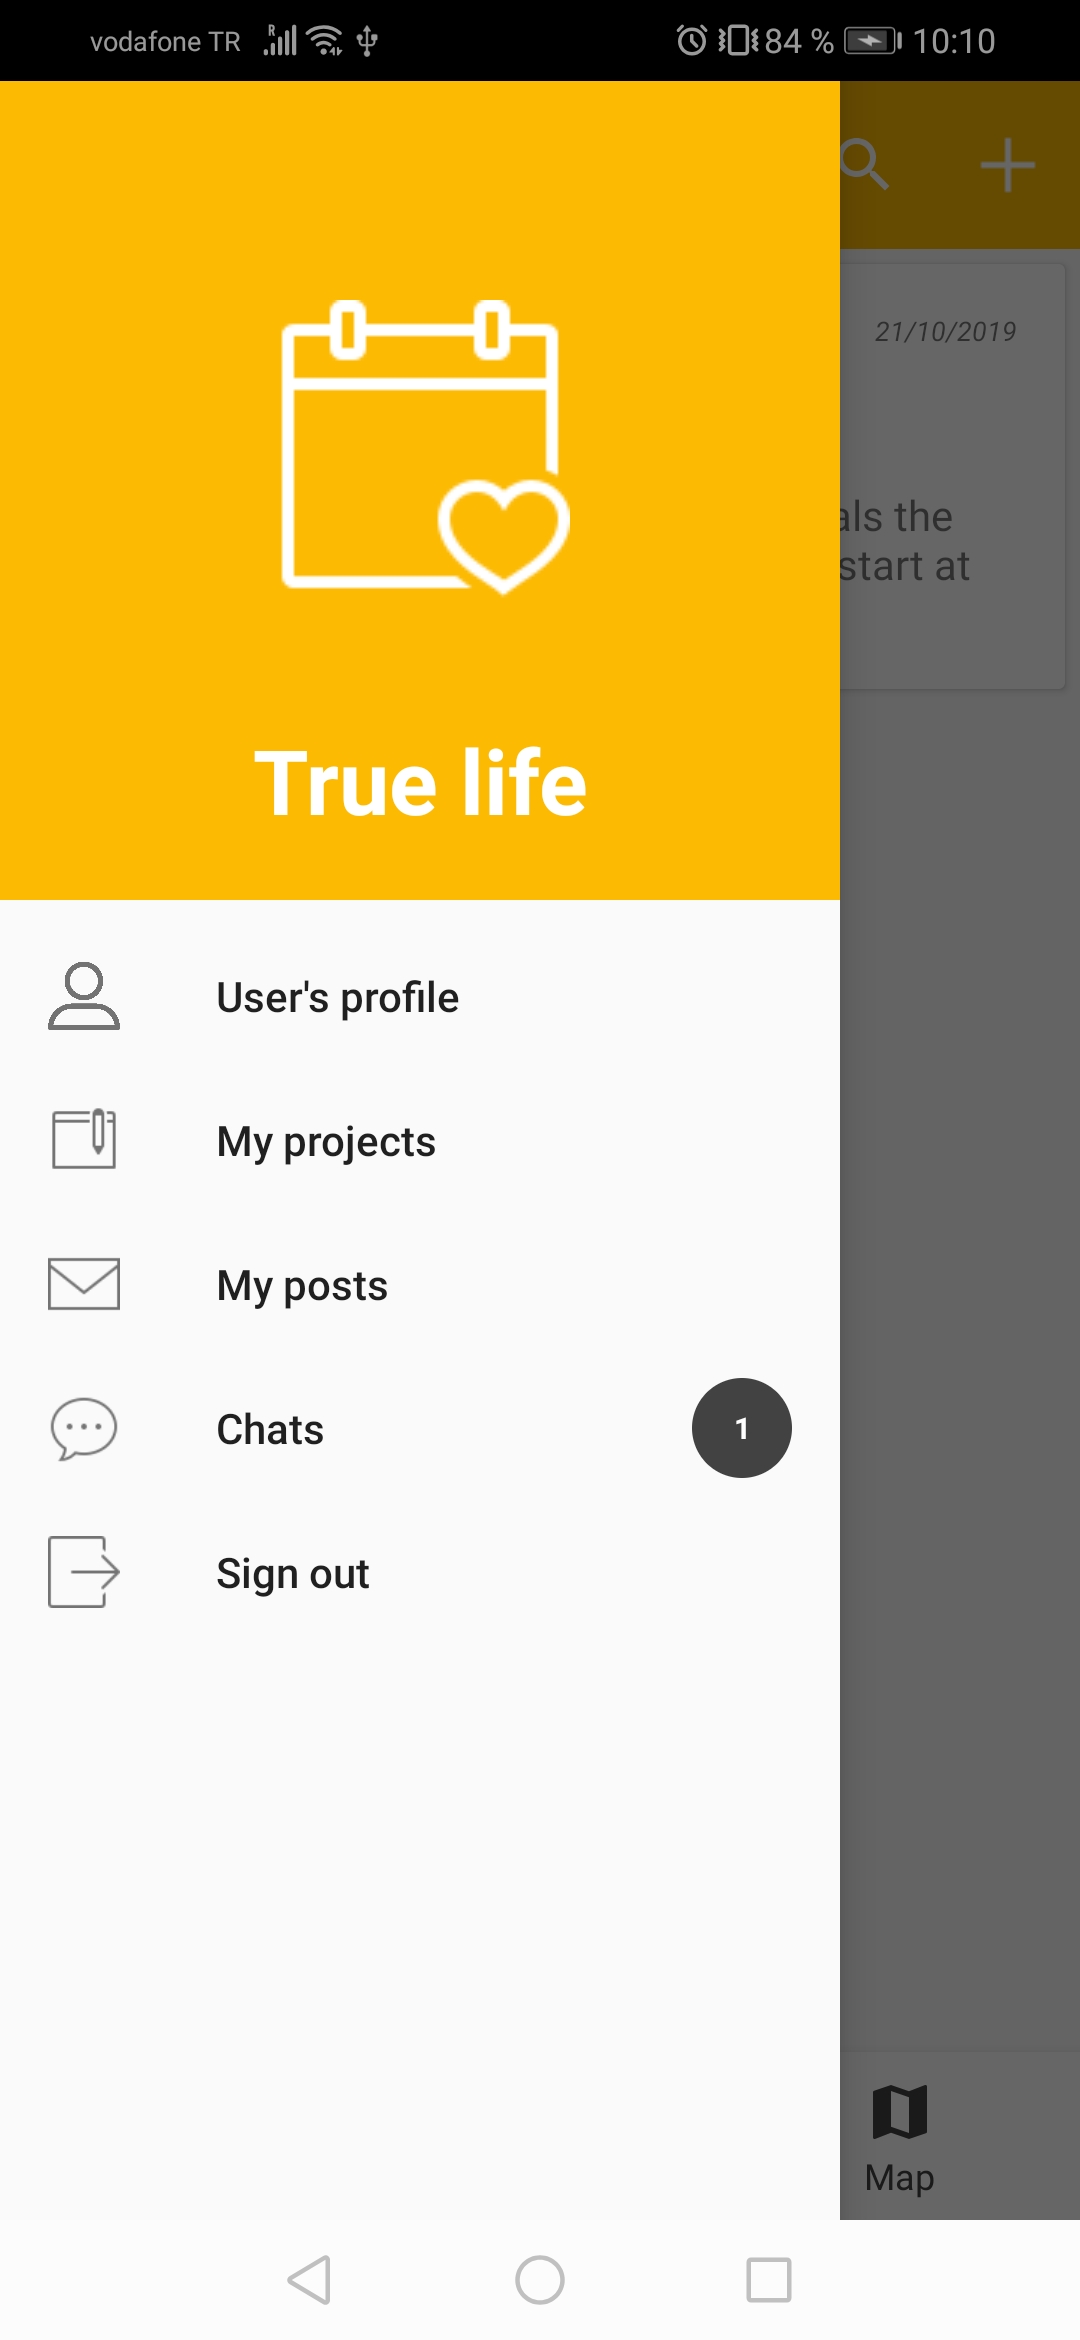 vodafone TR
84 %
10:10
21/10/2019
als the
start at
True life
User's profile
My projects
My posts
Chats
1
Sign out
Map